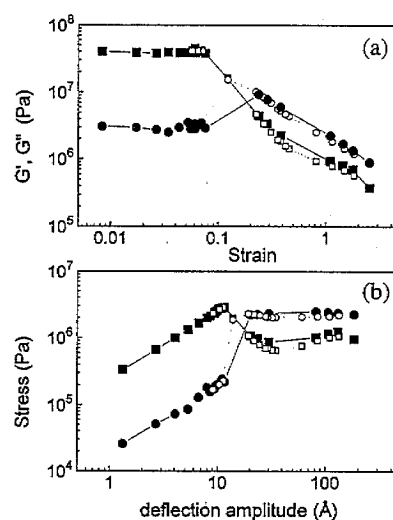 (a)
10^8
10^7
10^6
10^5
G', G'' (Pa)
0.01 0.1 1
Strain
(b)
10^7
10^6
10^5
10^4
Stress (Pa)
1 10 100
deflection amplitude (Å)